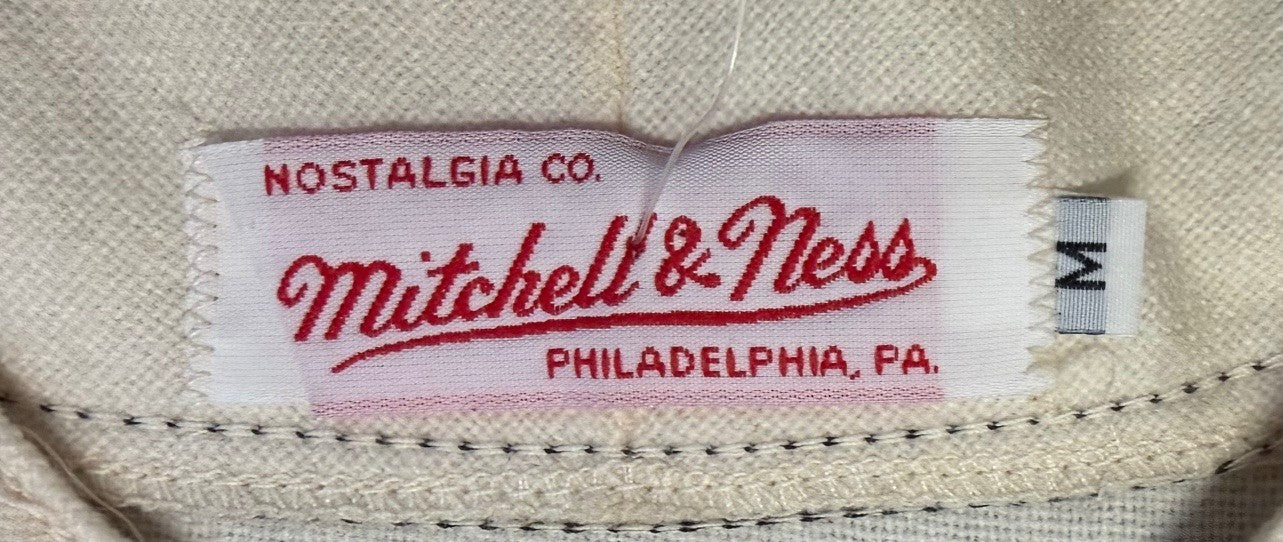 NOSTALGIA CO.
Mitchell & Ness
PHILADELPHIA, PA.
M